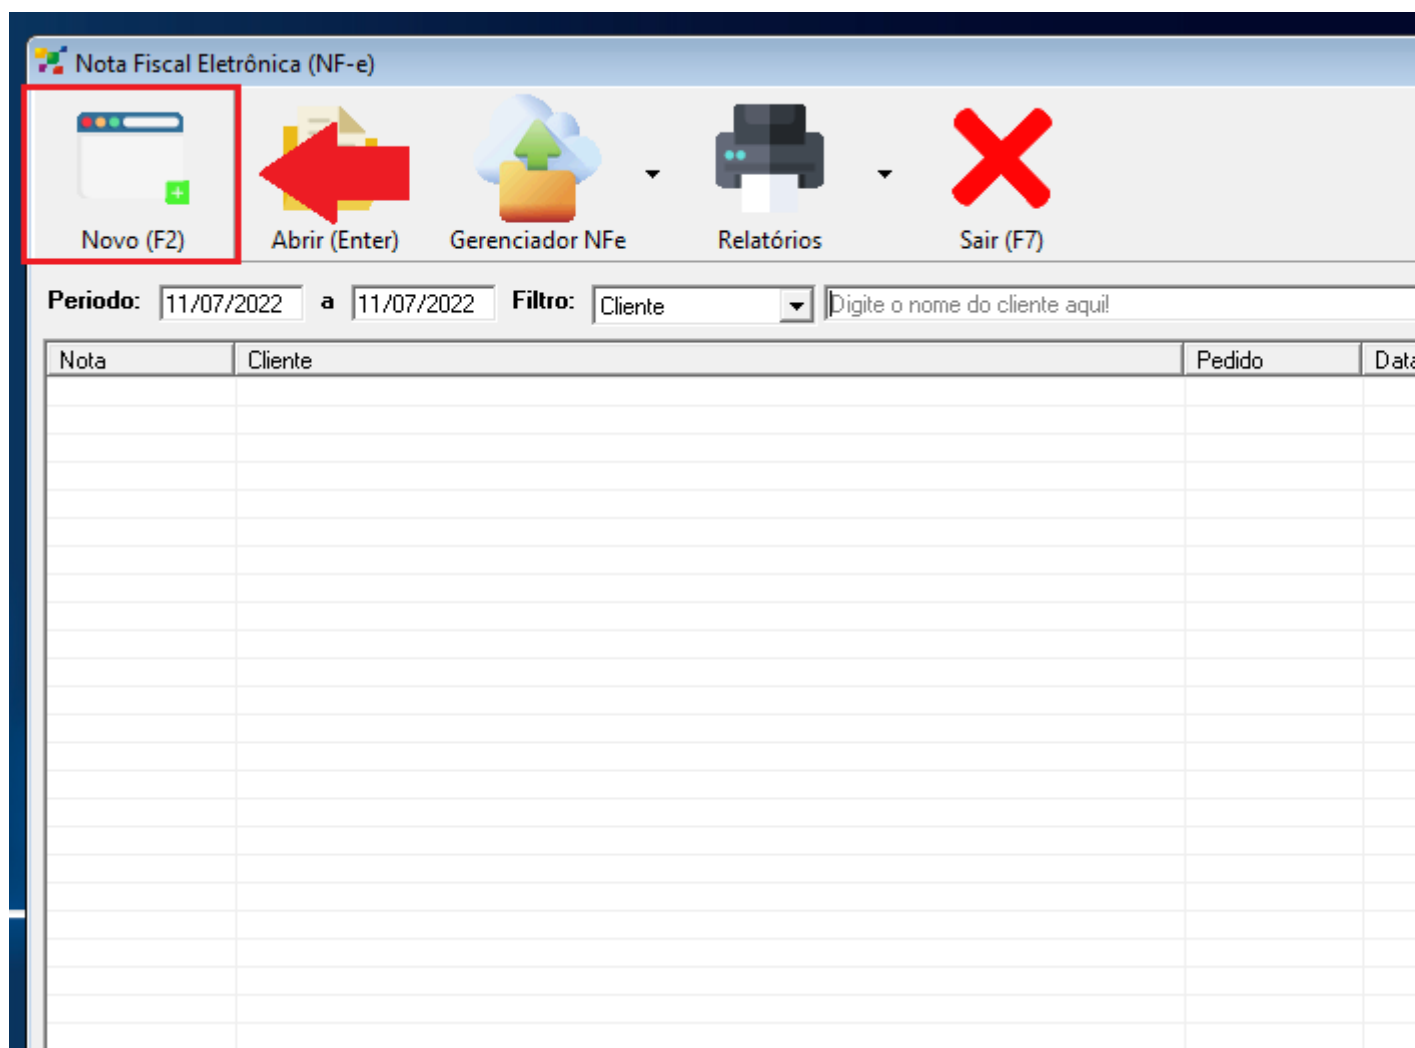 Nota Fiscal Eletrônica (NF-e)
Novo (F2) Abrir (Enter) Gerenciador NFe Relatórios Sair (F7)
Periodo: 11/07/2022 a 11/07/2022 Filtro: Cliente Digite o nome do cliente aqui!
Nota Cliente Pedido Data